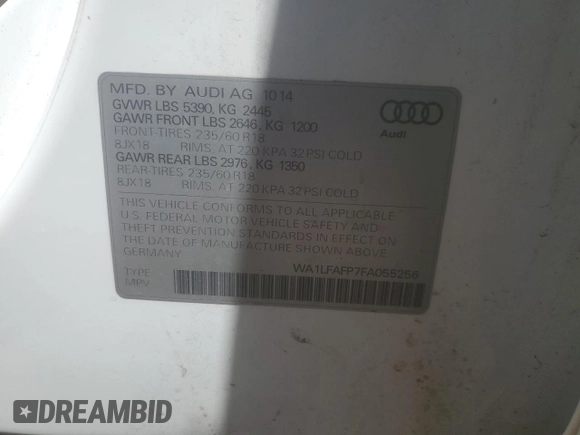 MFD. BY AUDI AG 10 14
GVWR LBS 5390, KG 2445
GAWR FRONT LBS 2646, KG 1200
FRONT-TIRES 235/60 R18
8JX18 RIMS, AT 220 KPA 32 PSI COLD
GAWR REAR LBS 2976, KG 1350
REAR-TIRES 235/60 R18
8JX18 RIMS, AT 220 KPA 32 PSI COLD
Audi
THIS VEHICLE CONFORMS TO ALL APPLICABLE
U.S. FEDERAL MOTOR VEHICLE SAFETY AND
THEFT PREVENTION STANDARDS IN EFFECT ON
THE DATE OF MANUFACTURE SHOWN ABOVE.
GERMANY
TYPE WA1LFAFP7FA055256
MPV
DREAMBID